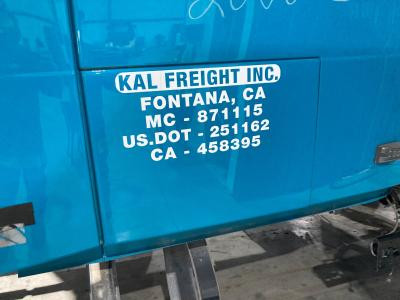 KAL FREIGHT INC.
FONTANA, CA
MC - 871115
US.DOT - 251162
CA - 458395